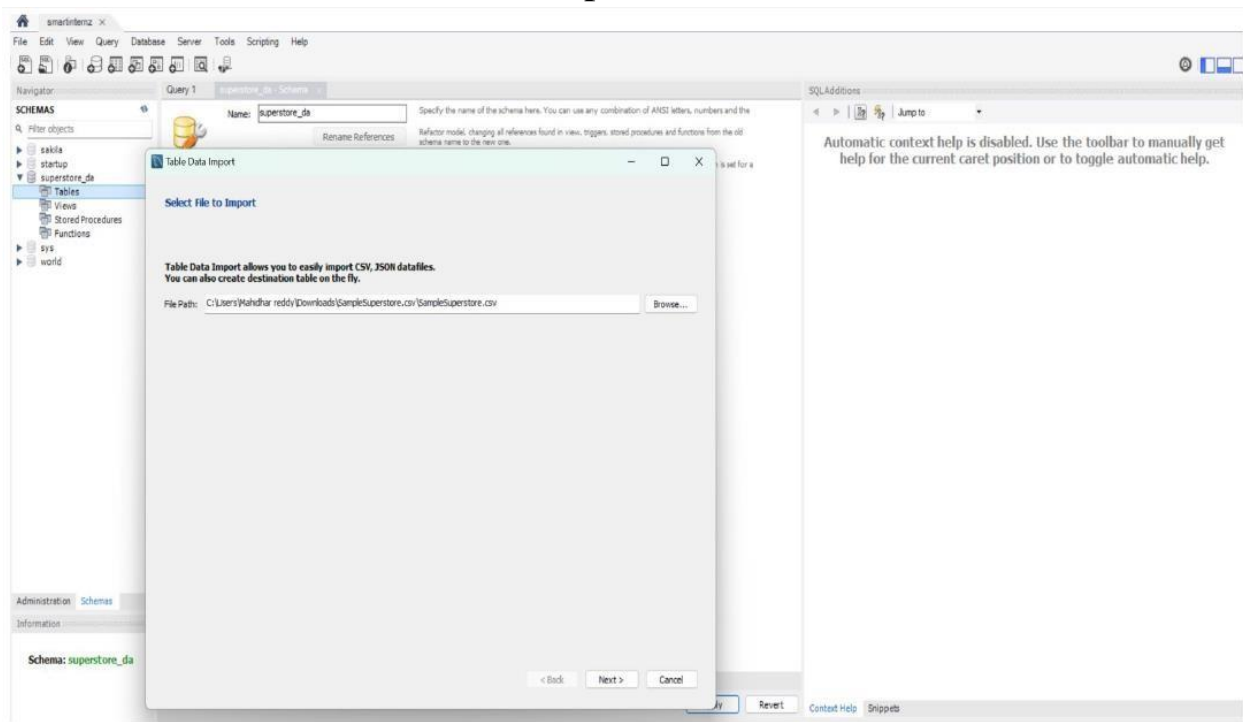 smartinternz ×
File Edit View Query Database Server Tools Scripting Help
Navigator
SCHEMAS
Filter objects
sakila
startup
superstore_da
Tables
Views
Stored Procedures
Functions
sys
world
Administration Schemas
Information
Schema: superstore_da
Query 1 superstore_da - Schema ×
Name: superstore_da
Specify the name of the schema here. You can use any combination of ANSI letters, numbers and the
Rename References
Refactor model, changing all references found in view, triggers, stored procedures and functions from the old
schema name to the new one.
is set for a
Table Data Import
Select File to Import
Table Data Import allows you to easily import CSV, JSON datafiles.
You can also create destination table on the fly.
File Path: C:\Users\Mahidhar reddy\Downloads\SampleSuperstore.csv\SampleSuperstore.csv Browse...
< Back Next > Cancel
ly Revert
SQLAdditions
Jump to
Automatic context help is disabled. Use the toolbar to manually get
help for the current caret position or to toggle automatic help.
Context Help Snippets